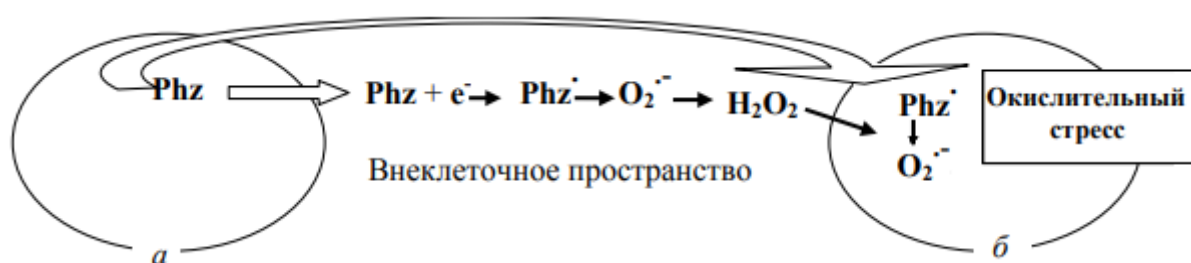 Phz Phz + e⁻ Phz˙ O₂˙⁻ H₂O₂ Phz˙ Окислительный
стресс
O₂˙⁻
Внеклеточное пространство
а б